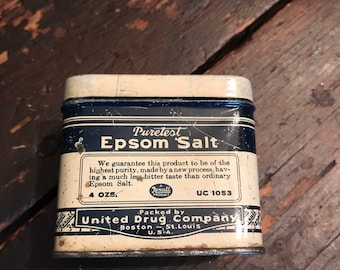 Puretest
Epsom Salt
We guarantee this product to be of the
highest purity, made by a new process, hav-
ing a much less bitter taste than ordinary
Epsom Salt.
4 OZS. UC 1053
Packed by
United Drug Company
Boston - St. Louis
U.S.A.